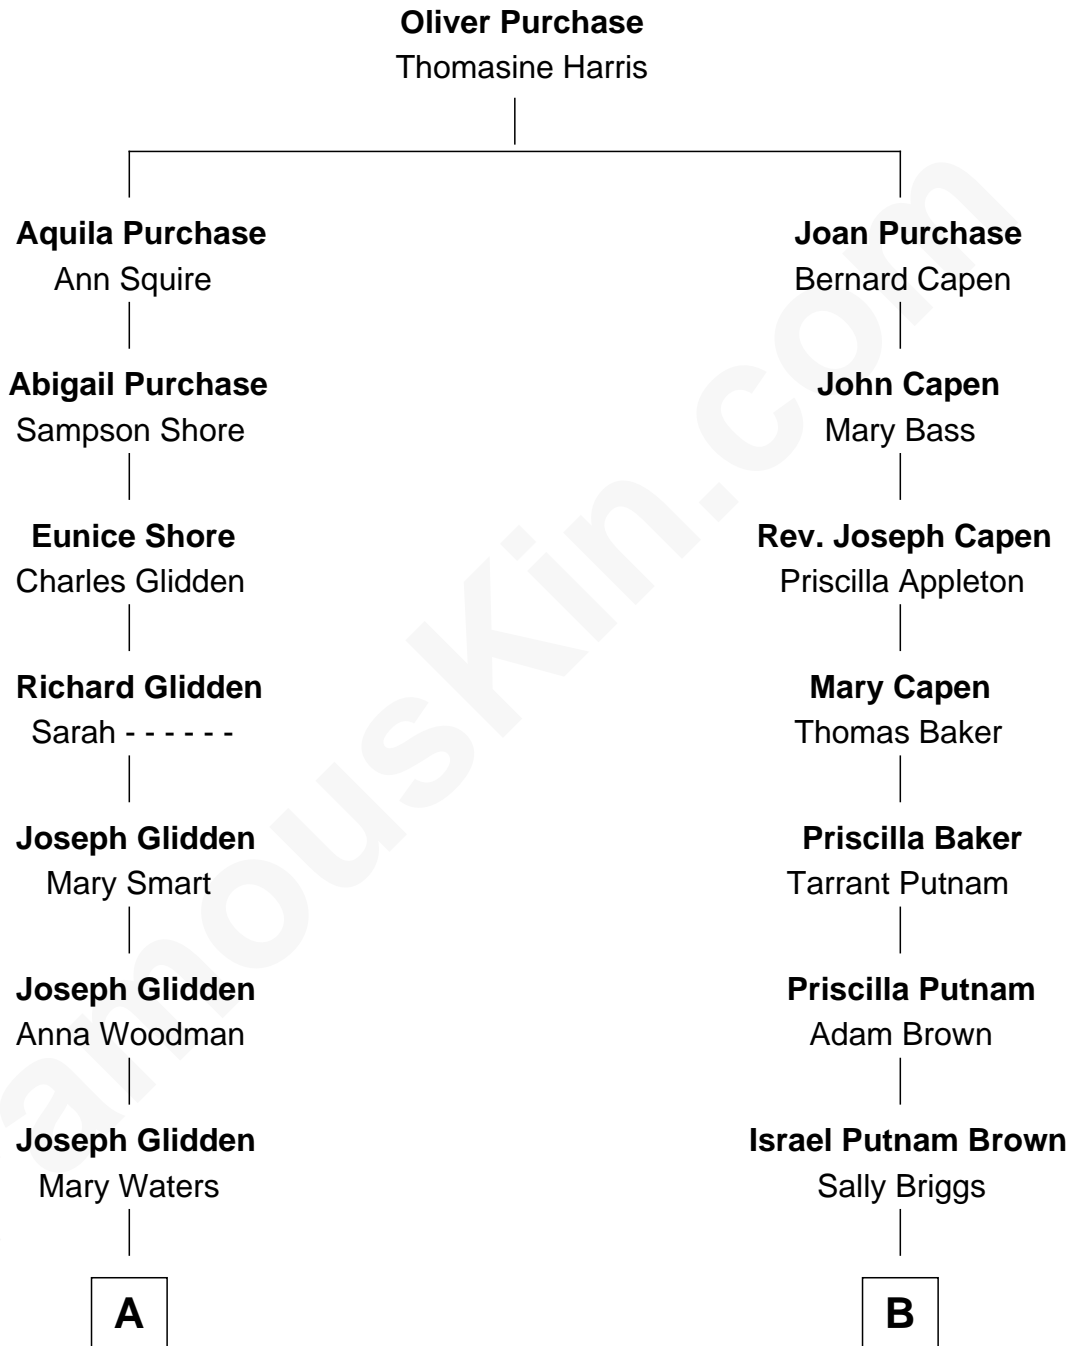 Oliver Purchase
Thomasine Harris
Aquila Purchase
Ann Squire
Joan Purchase
Bernard Capen
Abigail Purchase
Sampson Shore
John Capen
Mary Bass
Eunice Shore
Charles Glidden
Rev. Joseph Capen
Priscilla Appleton
Richard Glidden
Sarah - - - - - -
Mary Capen
Thomas Baker
Joseph Glidden
Mary Smart
Priscilla Baker
Tarrant Putnam
Joseph Glidden
Anna Woodman
Priscilla Putnam
Adam Brown
Joseph Glidden
Mary Waters
Israel Putnam Brown
Sally Briggs
A
B
amouskin.com